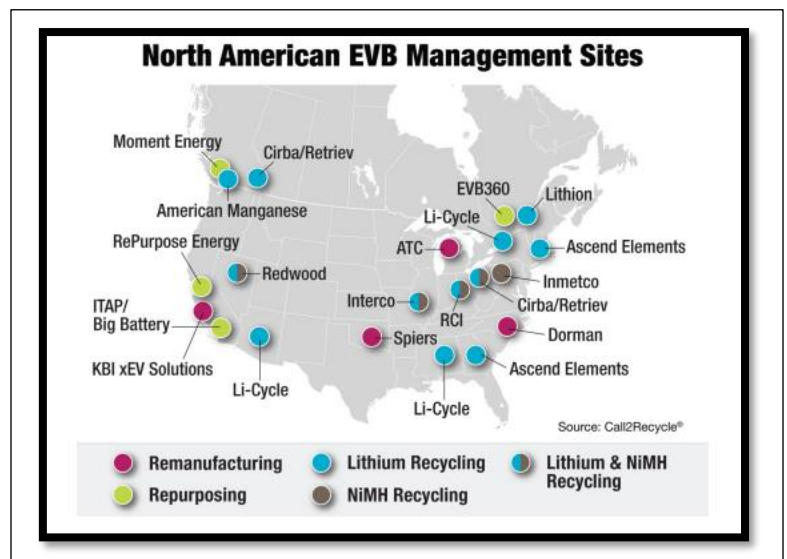 North American EVB Management Sites
Moment Energy
Cirba/Retriev
American Manganese
EVB360
Lithion
Li-Cycle
RePurpose Energy
ATC
Ascend Elements
Redwood
Inmetco
Interco
Cirba/Retriev
ITAP/
Big Battery
RCI
Spiers
Dorman
KBI xEV Solutions
Ascend Elements
Li-Cycle
Li-Cycle
Source: Call2Recycle®
Remanufacturing
Lithium Recycling
Lithium & NiMH
Recycling
Repurposing
NiMH Recycling